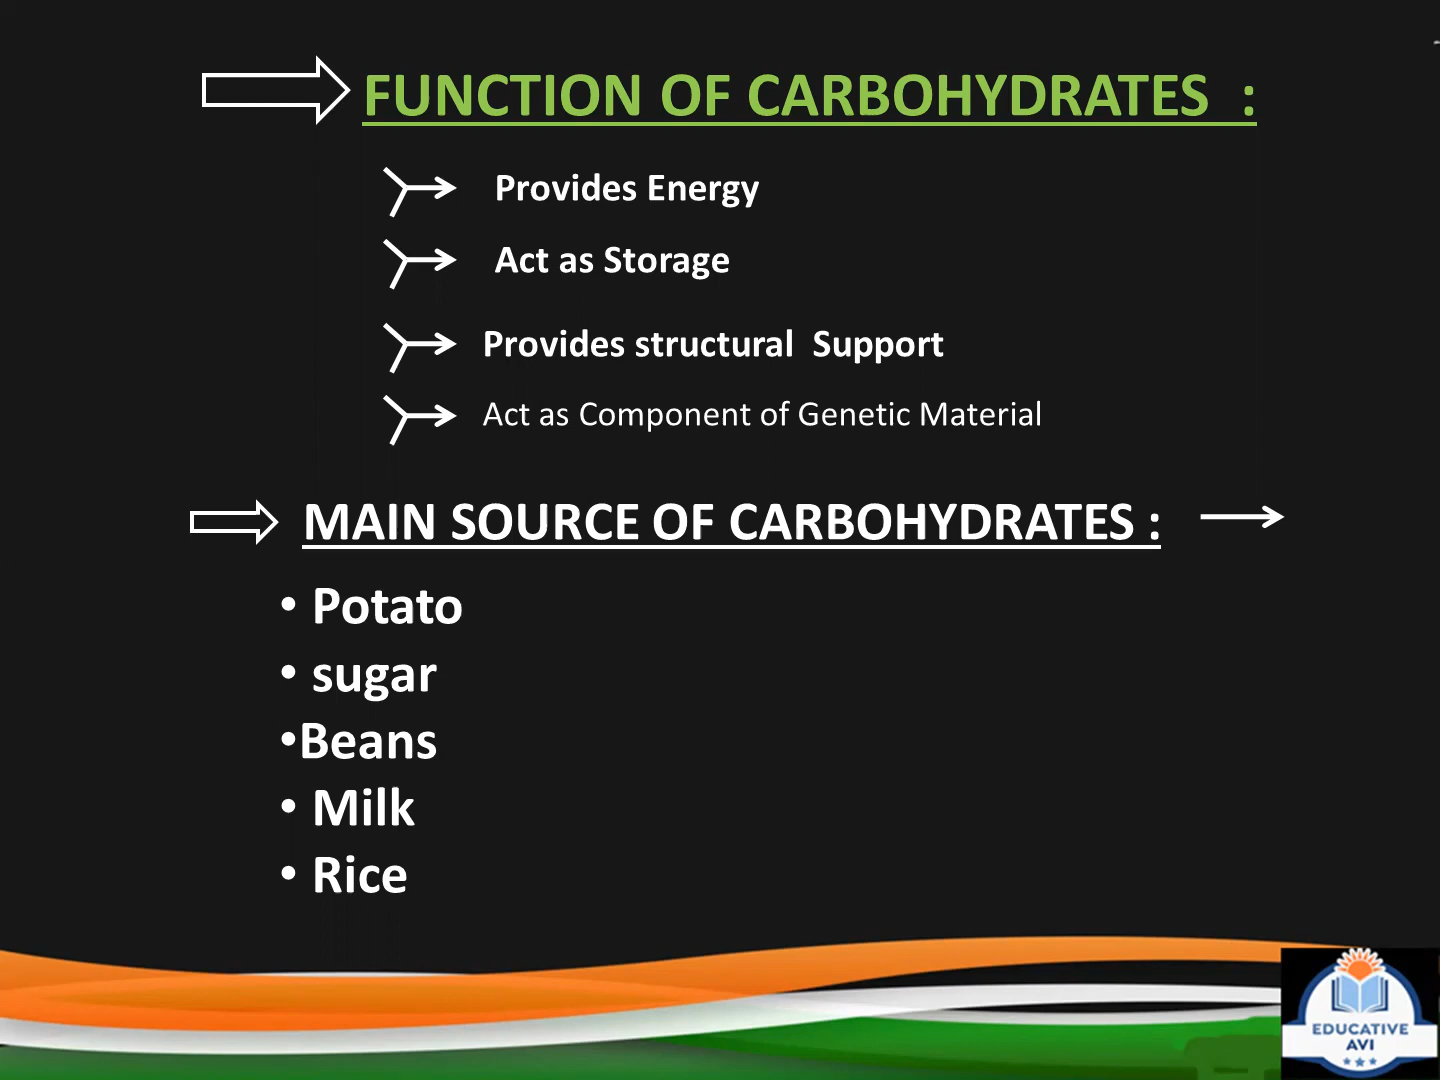 FUNCTION OF CARBOHYDRATES :
Provides Energy
Act as Storage
Provides structural Support
Act as Component of Genetic Material
MAIN SOURCE OF CARBOHYDRATES :
• Potato
• sugar
•Beans
• Milk
• Rice
EDUCATIVE
AVI